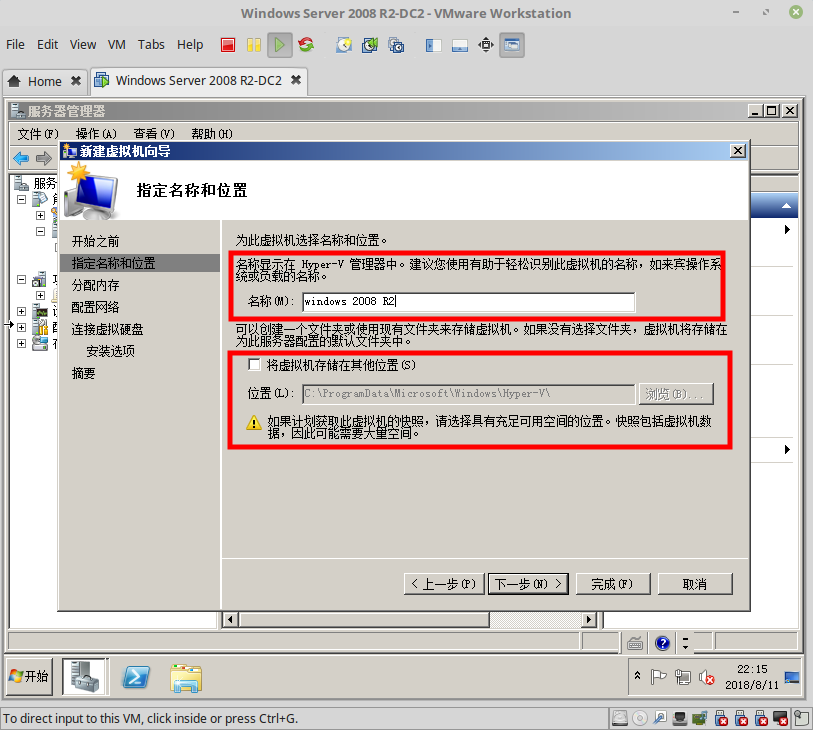 Windows Server 2008 R2-DC2 - VMware Workstation
File Edit View VM Tabs Help
Home Windows Server 2008 R2-DC2
服务器管理器
文件(F) 操作(A) 查看(V) 帮助(H)
新建虚拟机向导
指定名称和位置
服务
开始之前
指定名称和位置
分配内存
配置网络
连接虚拟硬盘
安装选项
摘要
为此虚拟机选择名称和位置。
名称显示在 Hyper-V 管理器中。建议您使用有助于轻松识别此虚拟机的名称，如来宾操作系
统或负载的名称。
名称(M): windows 2008 R2
可以创建一个文件夹或使用现有文件夹来存储虚拟机。如果没有选择文件夹，虚拟机将存储在
为此服务器配置的默认文件夹中。
将虚拟机存储在其他位置(S)
位置(L): C:\ProgramData\Microsoft\Windows\Hyper-V\ 浏览(B)...
如果计划获取此虚拟机的快照，请选择具有充足可用空间的位置。快照包括虚拟机数
据，因此可能需要大量空间。
< 上一步(P) 下一步(N) > 完成(F) 取消
开始
22:15
2018/8/11
To direct input to this VM, click inside or press Ctrl+G.